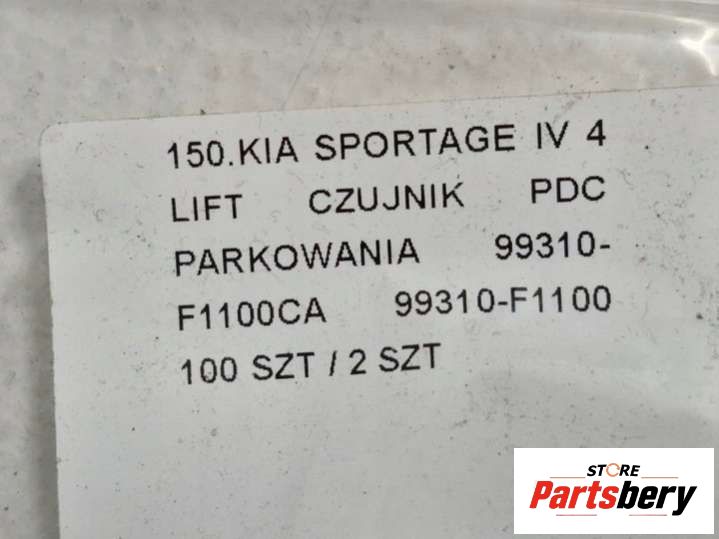 150.KIA SPORTAGE IV 4
LIFT CZUJNIK PDC
PARKOWANIA 99310-
F1100CA 99310-F1100
100 SZT / 2 SZT
STORE
Partsbery